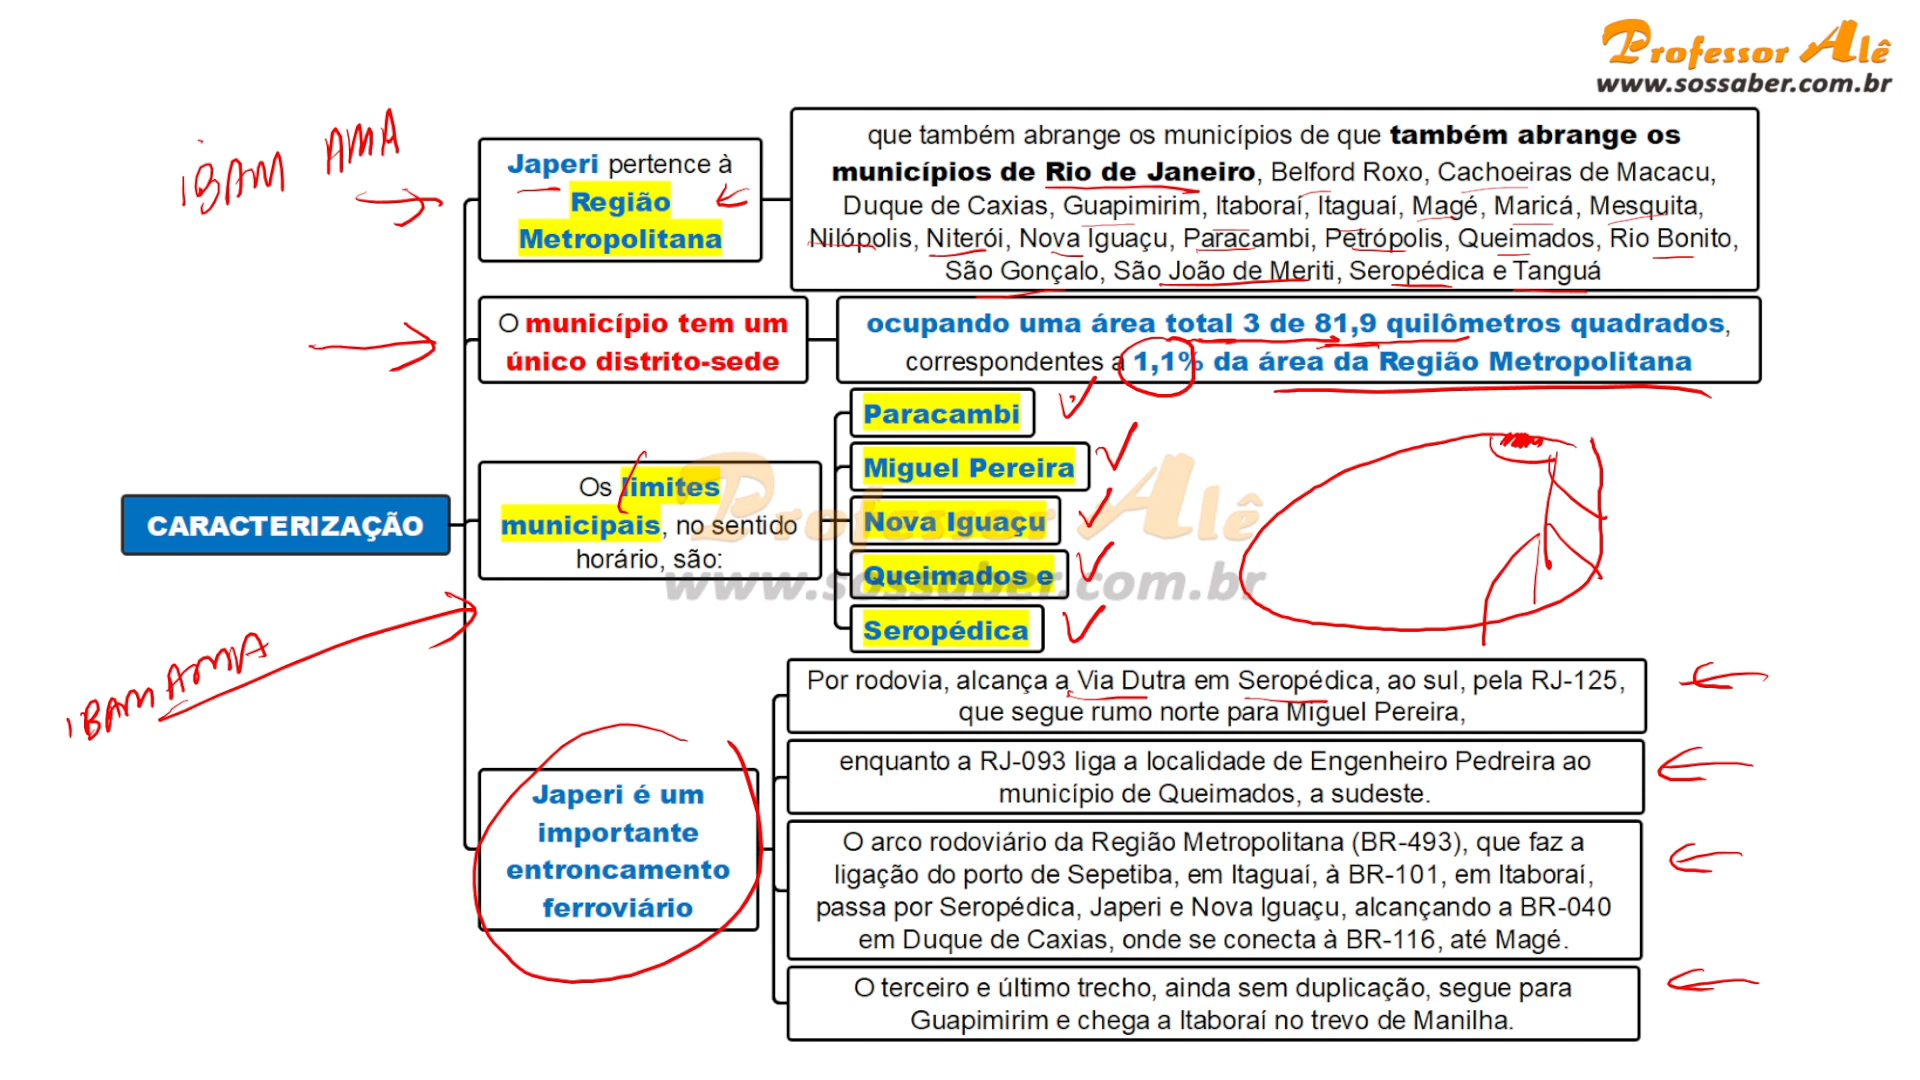 Professor Alê
www.sossaber.com.br
IBAM AMA
Japeri pertence à
Região
Metropolitana
que também abrange os municípios de que também abrange os
municípios de Rio de Janeiro, Belford Roxo, Cachoeiras de Macacu,
Duque de Caxias, Guapimirim, Itaboraí, Itaguaí, Magé, Maricá, Mesquita,
Nilópolis, Niterói, Nova Iguaçu, Paracambi, Petrópolis, Queimados, Rio Bonito,
São Gonçalo, São João de Meriti, Seropédica e Tanguá
O município tem um
único distrito-sede
ocupando uma área total 3 de 81,9 quilômetros quadrados,
correspondentes a 1,1% da área da Região Metropolitana
CARACTERIZAÇÃO
Os limites
municipais, no sentido
horário, são:
Paracambi
Miguel Pereira
Nova Iguaçu
Queimados e
Seropédica
Professor Alê
www.sossaber.com.br
IBAM AMA
Japeri é um
importante
entroncamento
ferroviário
Por rodovia, alcança a Via Dutra em Seropédica, ao sul, pela RJ-125,
que segue rumo norte para Miguel Pereira,
enquanto a RJ-093 liga a localidade de Engenheiro Pedreira ao
município de Queimados, a sudeste.
O arco rodoviário da Região Metropolitana (BR-493), que faz a
ligação do porto de Sepetiba, em Itaguaí, à BR-101, em Itaboraí,
passa por Seropédica, Japeri e Nova Iguaçu, alcançando a BR-040
em Duque de Caxias, onde se conecta à BR-116, até Magé.
O terceiro e último trecho, ainda sem duplicação, segue para
Guapimirim e chega a Itaboraí no trevo de Manilha.